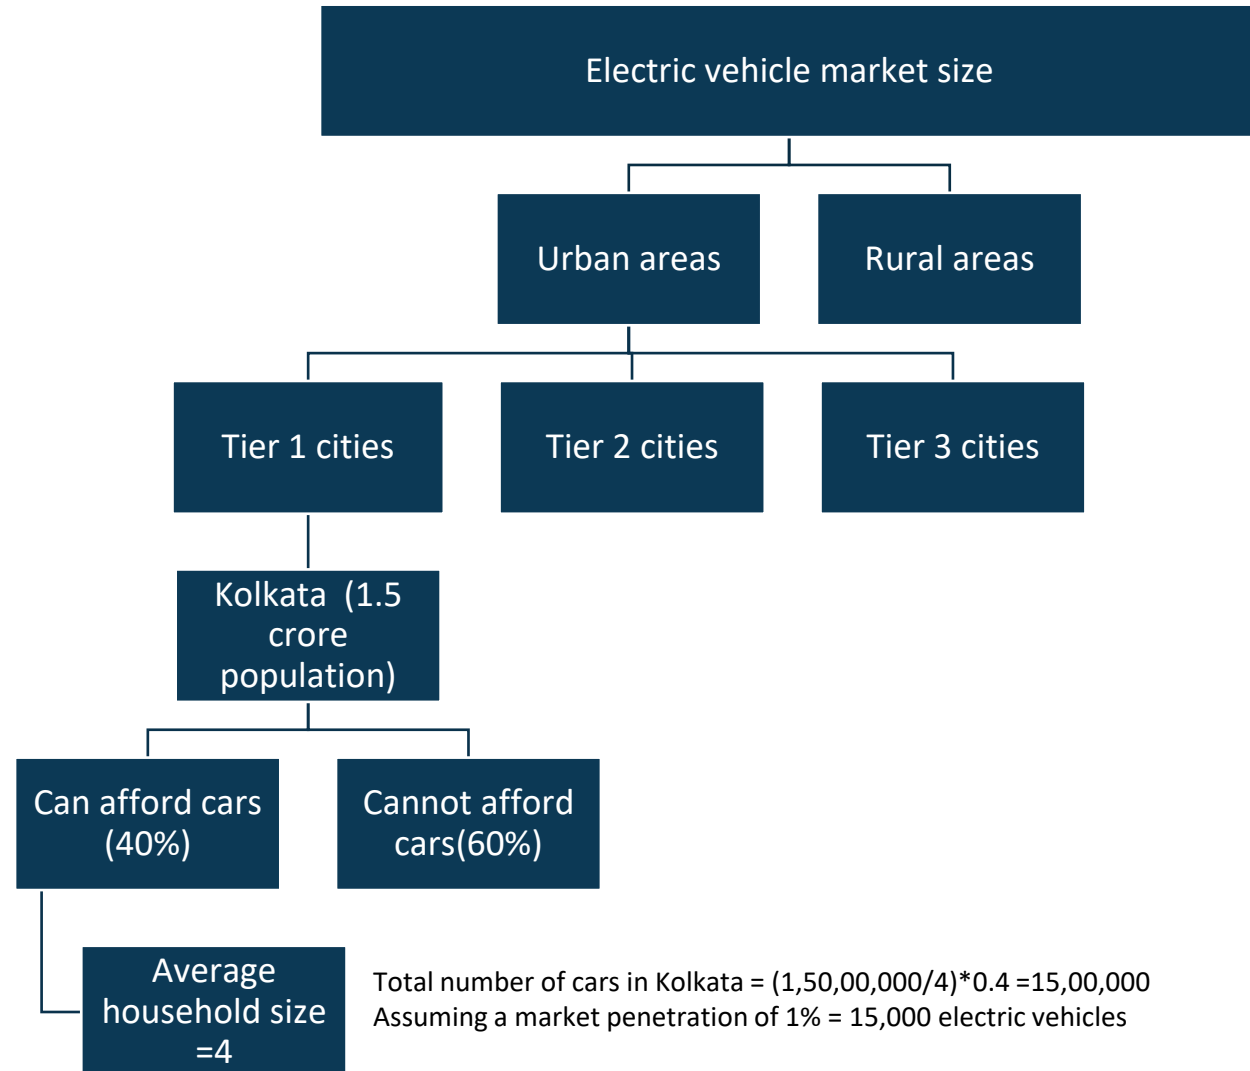 Electric vehicle market size
Urban areas
Rural areas
Tier 1 cities
Tier 2 cities
Tier 3 cities
Kolkata  (1.5
crore
population)
Can afford cars
(40%)
Cannot afford
cars(60%)
Average
household size
=4
Total number of cars in Kolkata = (1,50,00,000/4)*0.4 =15,00,000
Assuming a market penetration of 1% = 15,000 electric vehicles